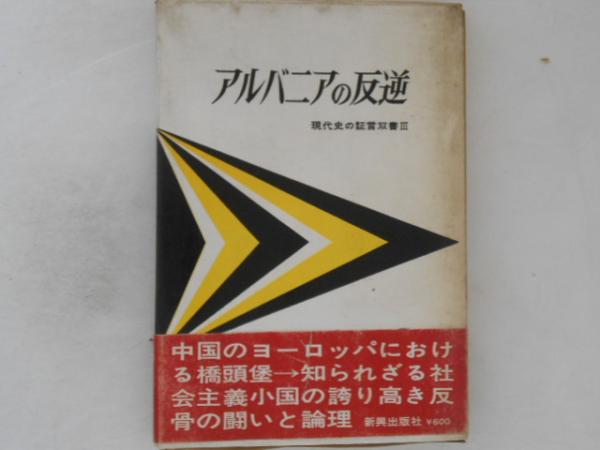 アルバニアの反逆
現代史の証言双書Ⅲ
中国のヨーロッパにおけ
る橋頭堡→知られざる社
会主義小国の誇り高き反
骨の闘いと論理 新興出版社 ¥600